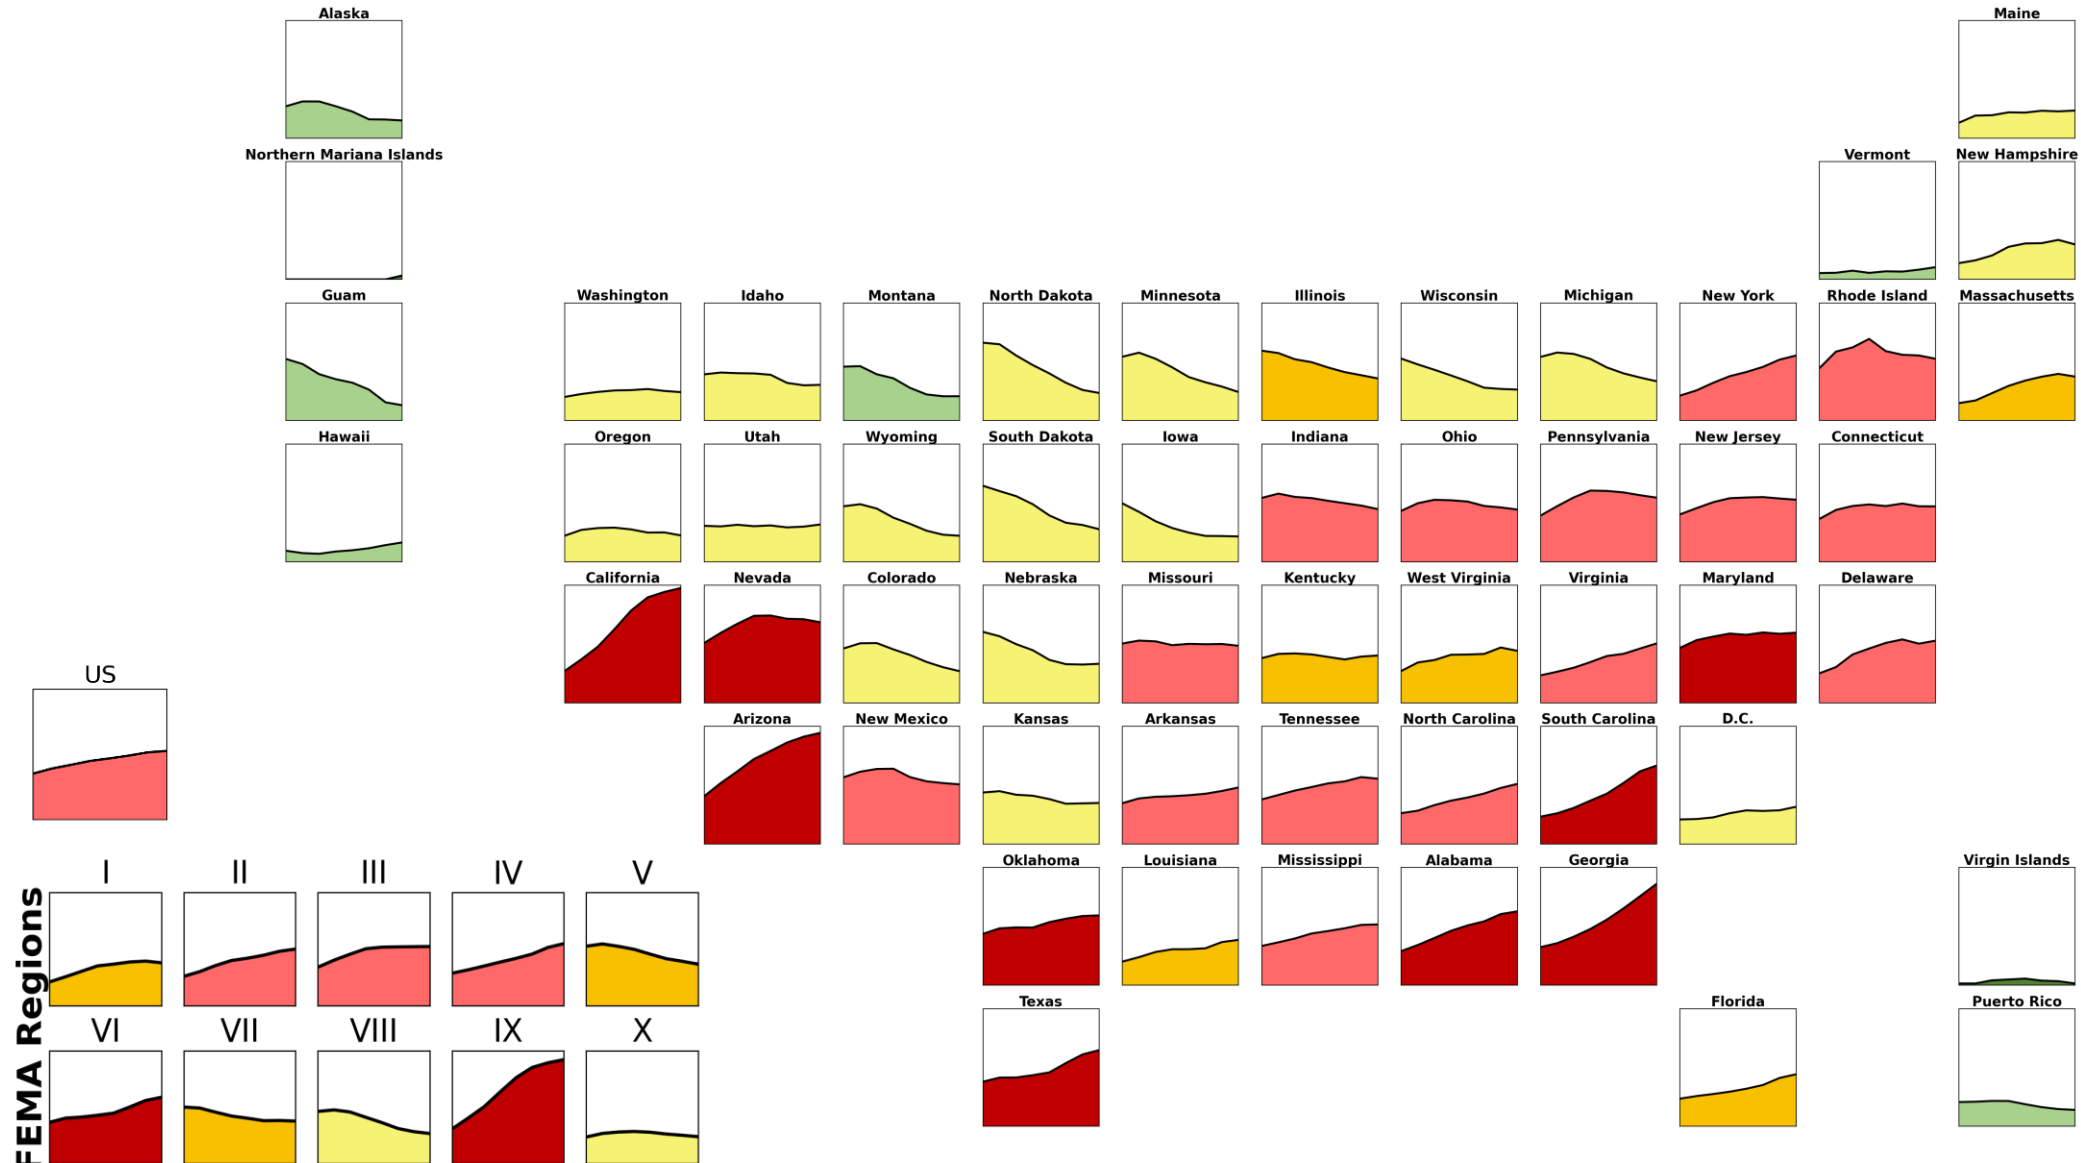 Alaska
Maine
Northern Mariana Islands
Vermont
New Hampshire
Guam
Washington
Idaho
Montana
North Dakota
Minnesota
Illinois
Wisconsin
Michigan
New York
Rhode Island
Massachusetts
Hawaii
Oregon
Utah
Wyoming
South Dakota
Iowa
Indiana
Ohio
Pennsylvania
New Jersey
Connecticut
California
Nevada
Colorado
Nebraska
Missouri
Kentucky
West Virginia
Virginia
Maryland
Delaware
US
Arizona
New Mexico
Kansas
Arkansas
Tennessee
North Carolina
South Carolina
D.C.
Oklahoma
Louisiana
Mississippi
Alabama
Georgia
Virgin Islands
Texas
Florida
Puerto Rico
FEMA Regions
I
II
III
IV
V
VI
VII
VIII
IX
X